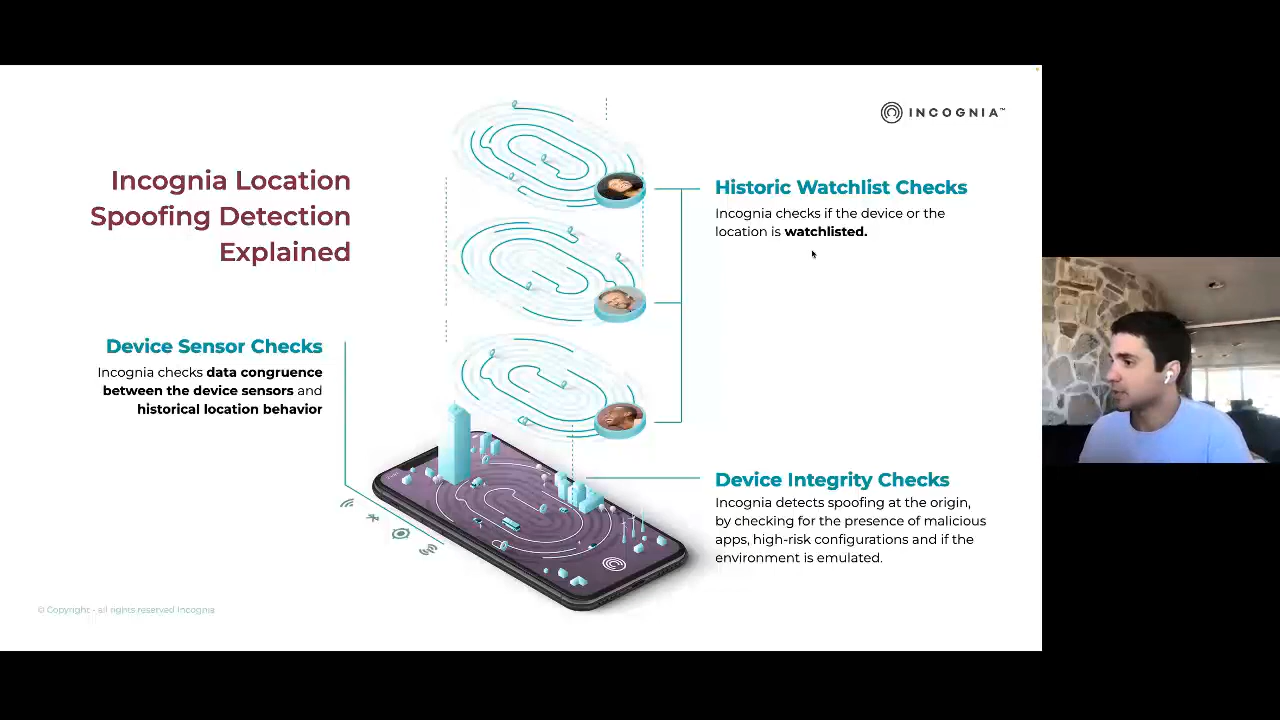 INCOGNIA™
Incognia Location
Spoofing Detection
Explained
Historic Watchlist Checks
Incognia checks if the device or the
location is watchlisted.
Device Sensor Checks
Incognia checks data congruence
between the device sensors and
historical location behavior
Device Integrity Checks
Incognia detects spoofing at the origin,
by checking for the presence of malicious
apps, high-risk configurations and if the
environment is emulated.
© Copyright - all rights reserved Incognia